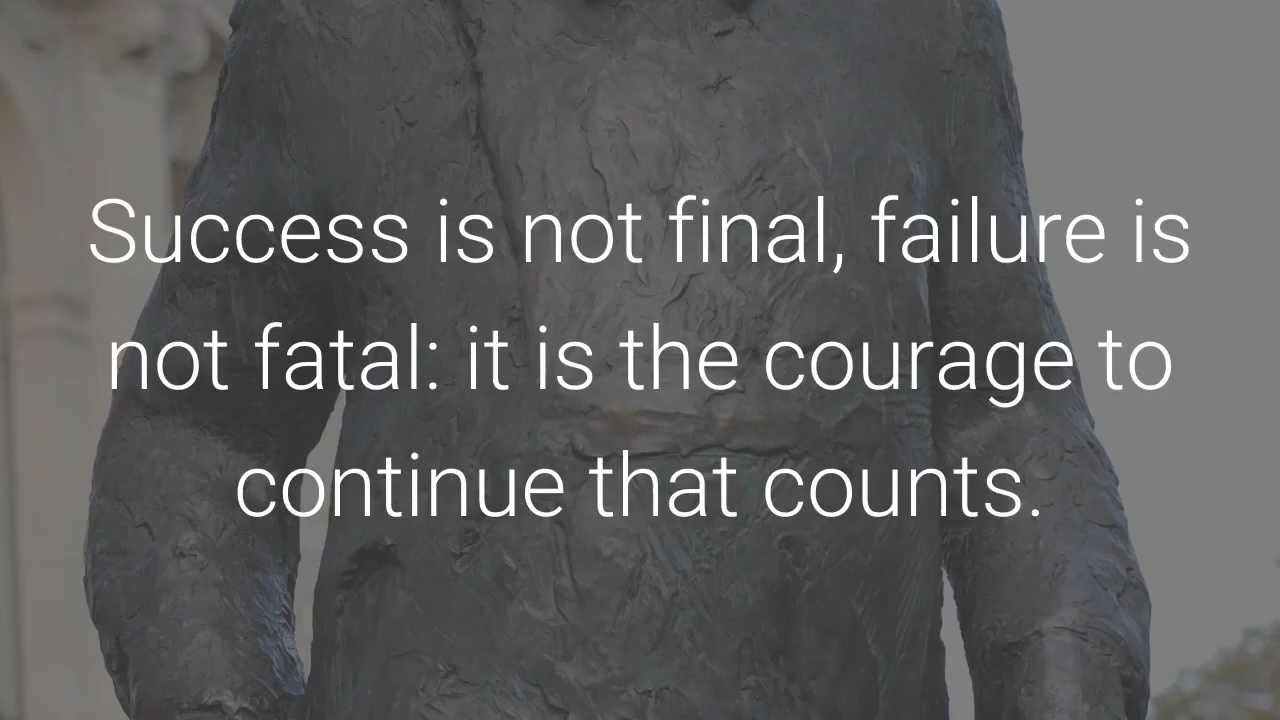 Success is not final, failure is
not fatal: it is the courage to
continue that counts.